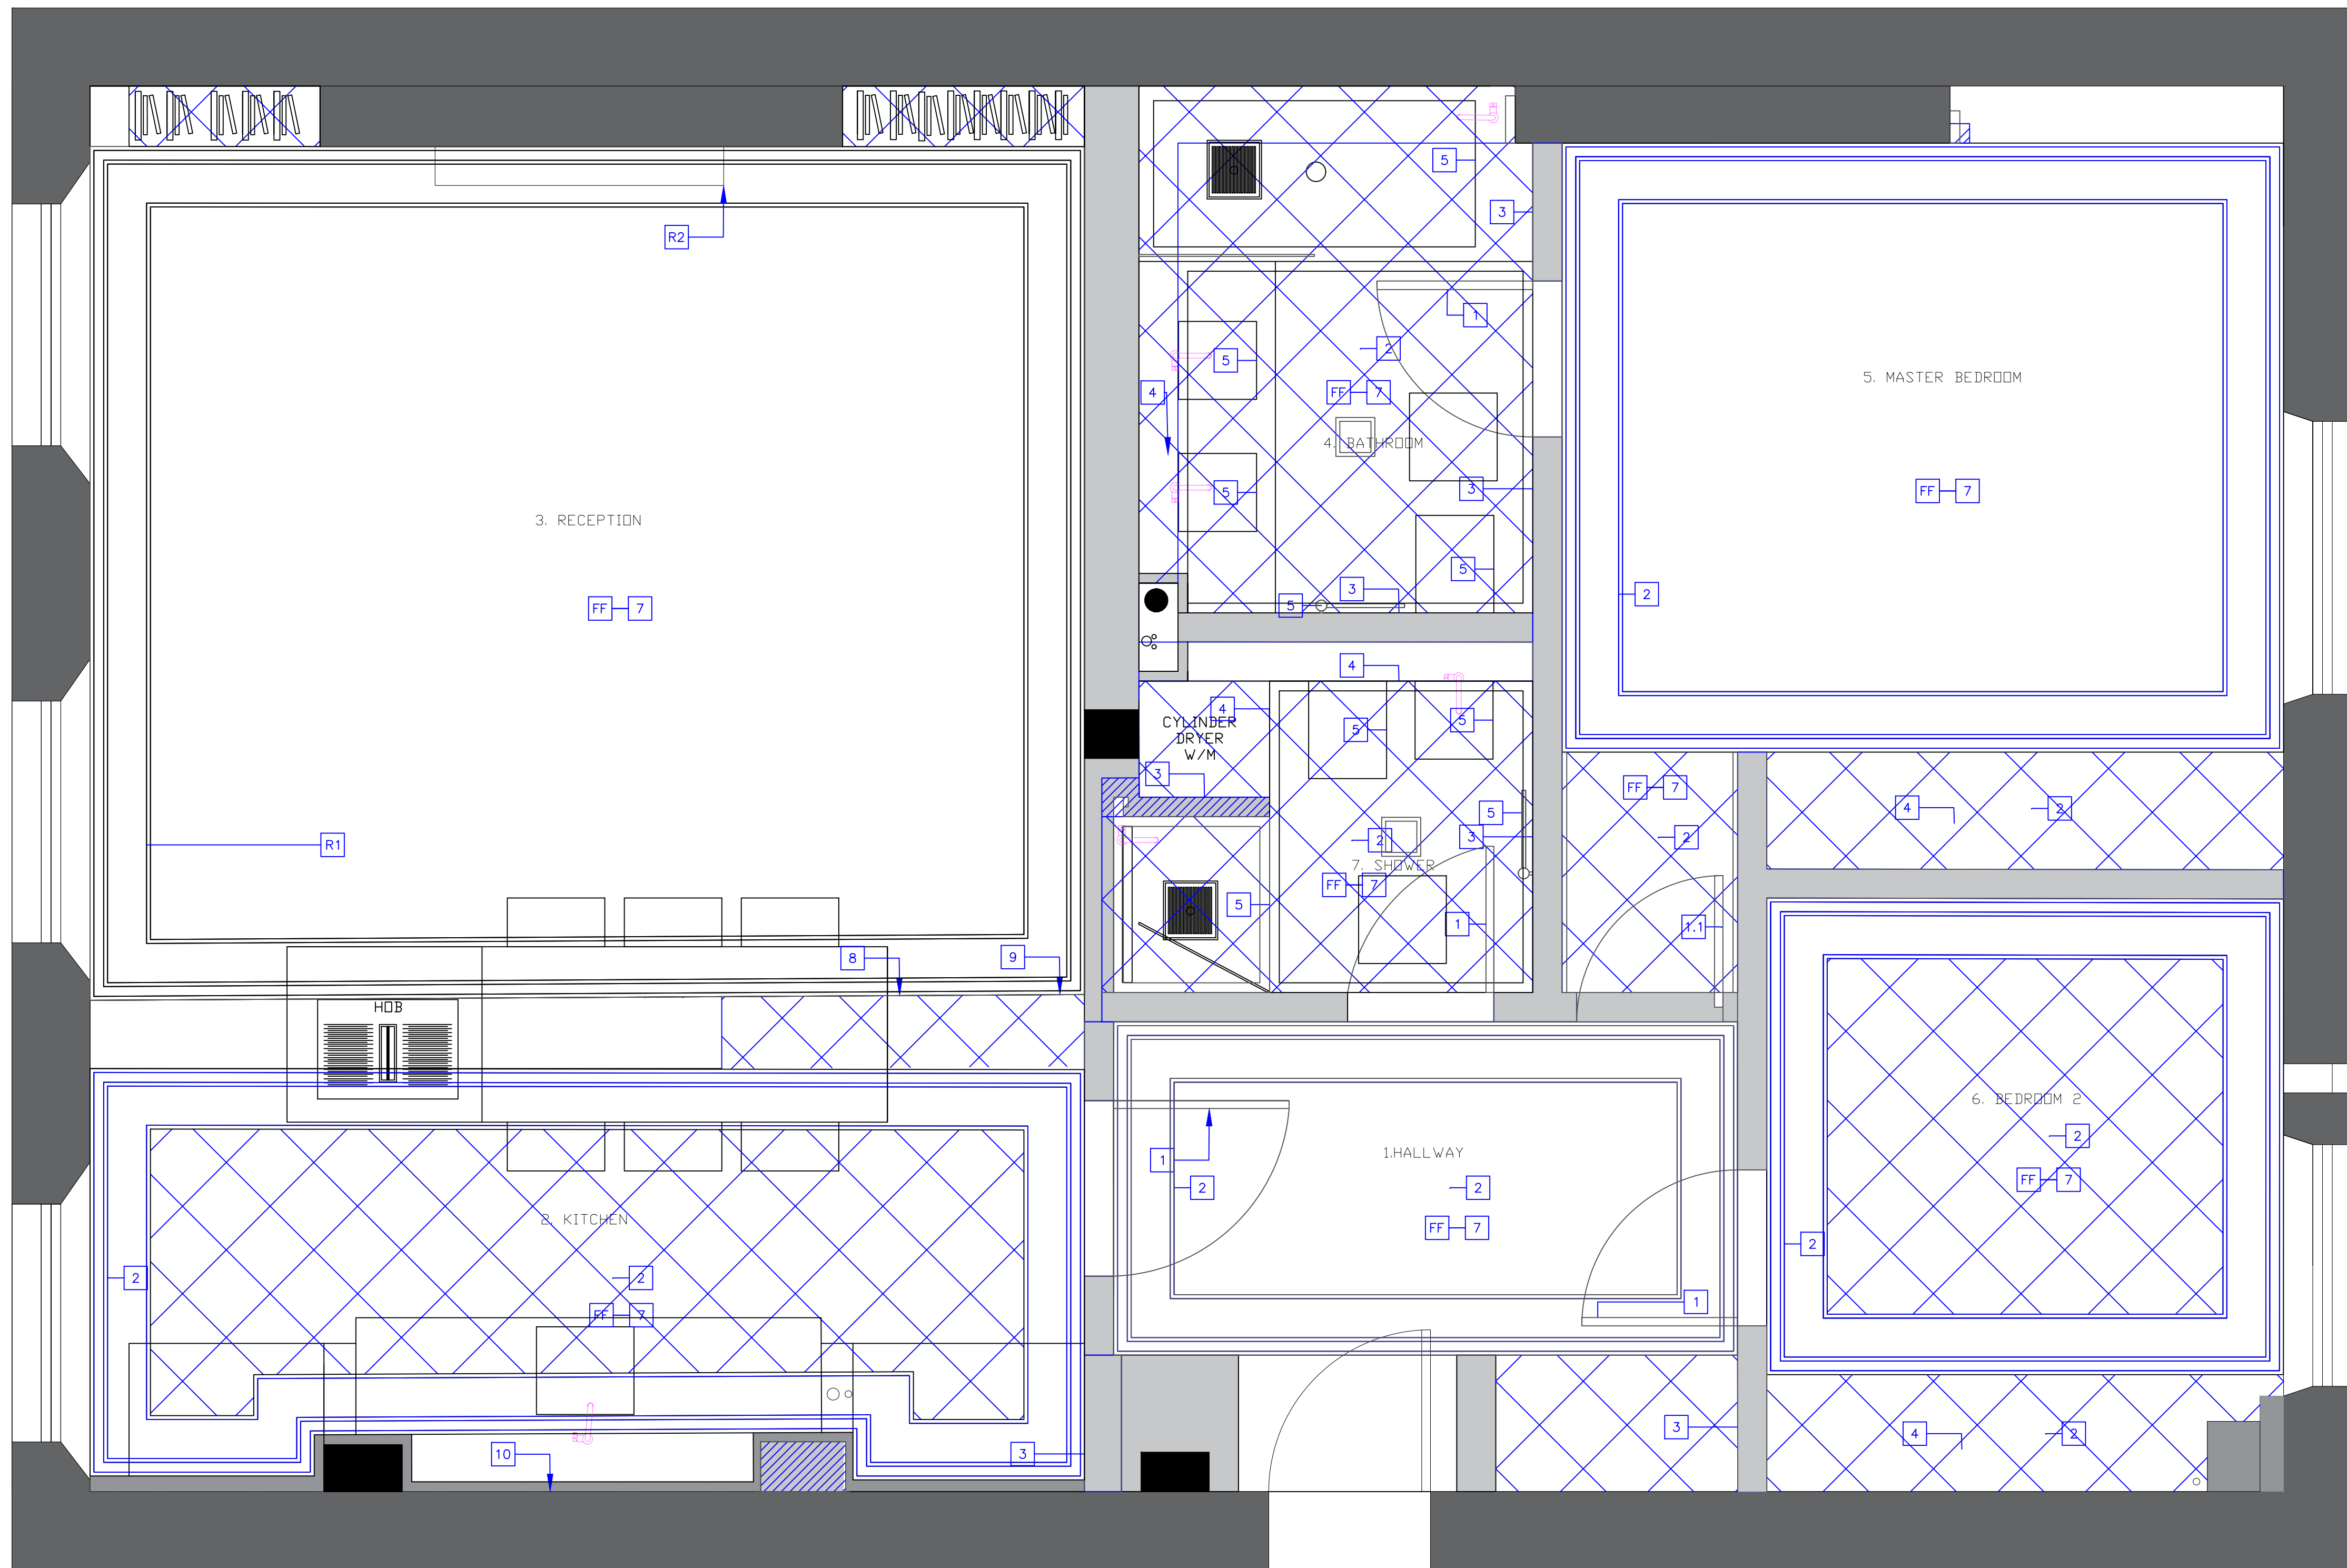 R2
5
3
1
2
5
4
FF 7
5. MASTER BEDROOM
4. BATHROOM
5
3
FF 7
3. RECEPTION
5
3
5
2
FF 7
4
4
5
5
CYLINDER
DRYER
W/M
3
FF 7
5
3
2
2
4
2
R1
7. SHOWER
FF 7
5
1
1.1
8
9
HOB
1
1.HALLWAY
6. BEDROOM 2
2
2
2
FF 7
FF 7
2. KITCHEN
2
2
2
1
FF 7
10
3
3
4
2